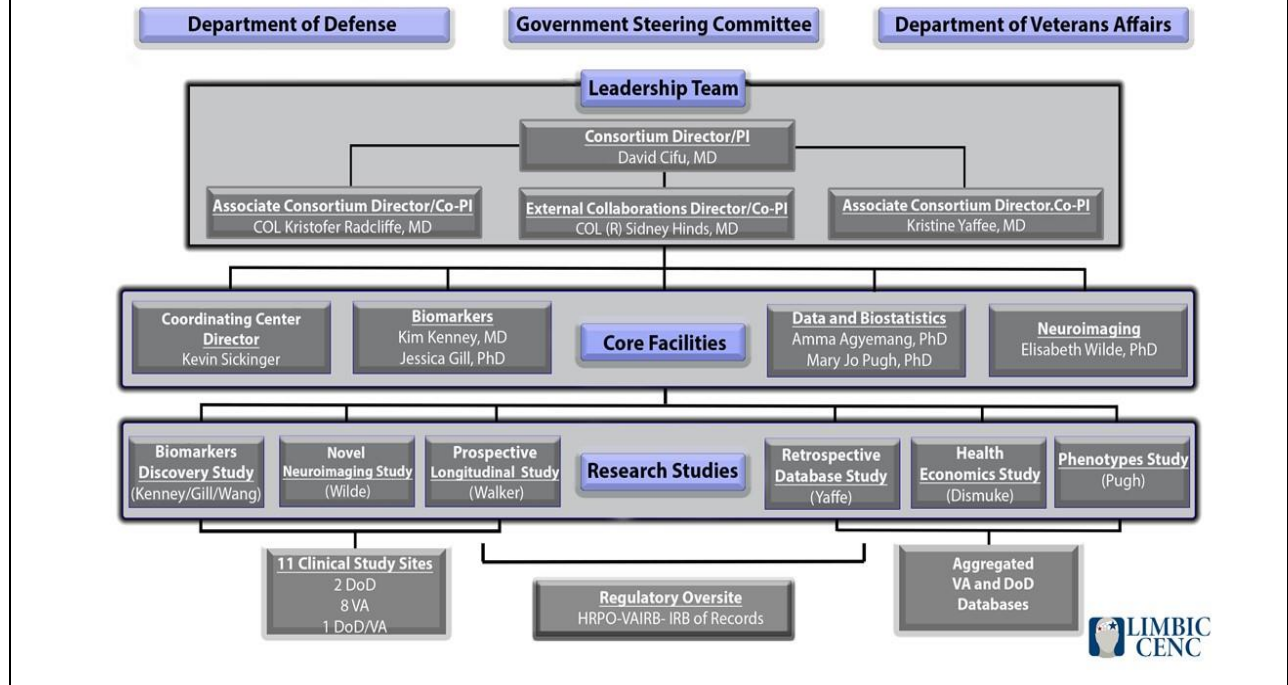 Department of Defense
Government Steering Committee
Department of Veterans Affairs
Leadership Team
Consortium Director/PI
David Cifu, MD
Associate Consortium Director/Co-PI
COL Kristofer Radcliffe, MD
External Collaborations Director/Co-PI
COL (R) Sidney Hinds, MD
Associate Consortium Director.Co-PI
Kristine Yaffee, MD
Coordinating Center
Director
Kevin Sickinger
Biomarkers
Kim Kenney, MD
Jessica Gill, PhD
Core Facilities
Data and Biostatistics
Amma Agyemang, PhD
Mary Jo Pugh, PhD
Neuroimaging
Elisabeth Wilde, PhD
Biomarkers
Discovery Study
(Kenney/Gill/Wang)
Novel
Neuroimaging Study
(Wilde)
Prospective
Longitudinal Study
(Walker)
Research Studies
Retrospective
Database Study
(Yaffe)
Health
Economics Study
(Dismuke)
Phenotypes Study
(Pugh)
11 Clinical Study Sites
2 DoD
8 VA
1 DoD/VA
Regulatory Oversite
HRPO-VAIRB- IRB of Records
Aggregated
VA and DoD
Databases
LIMBIC
CENC